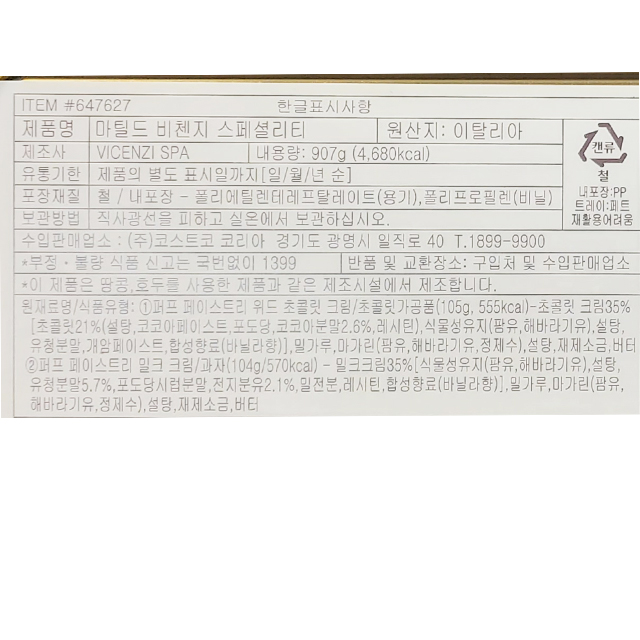 ITEM #647627 한글표시사항
제품명 마틸드 비첸지 스페셜리티 원산지: 이탈리아
제조사 VICENZI SPA 내용량: 907g (4,680kcal)
유통기한 제품의 별도 표시일까지[일/월/년 순]
포장재질 철 / 내포장 - 폴리에틸렌테레프탈레이트(용기),폴리프로필렌(비닐)
보관방법 직사광선을 피하고 실온에서 보관하십시오.
캔류
철
내포장:PP
트레이:페트
재활용어려움
수입판매업소 : (주)코스트코 코리아 경기도 광명시 일직로 40 T.1899-9900
*부정·불량 식품 신고는 국번없이 1399 반품 및 교환장소: 구입처 및 수입판매업소
*이 제품은 땅콩,호두를 사용한 제품과 같은 제조시설에서 제조합니다.
원재료명/식품유형: ①퍼프 페이스트리 위드 초콜릿 크림/초콜릿가공품(105g, 555kcal)-초콜릿 크림35%
[초콜릿21%(설탕,코코아페이스트,포도당,코코아분말2.6%,레시틴),식물성유지(팜유,해바라기유),설탕,
유청분말,개암페이스트,합성향료(바닐라향)],밀가루,마가린(팜유,해바라기유,정제수),설탕,재제소금,버터
②퍼프 페이스트리 밀크 크림/과자(104g/570kcal) - 밀크크림35%[식물성유지(팜유,해바라기유),설탕,
유청분말5.7%,포도당시럽분말,전지분유2.1%,밀전분,레시틴,합성향료(바닐라향)],밀가루,마가린(팜유,
해바라기유,정제수),설탕,재제소금,버터